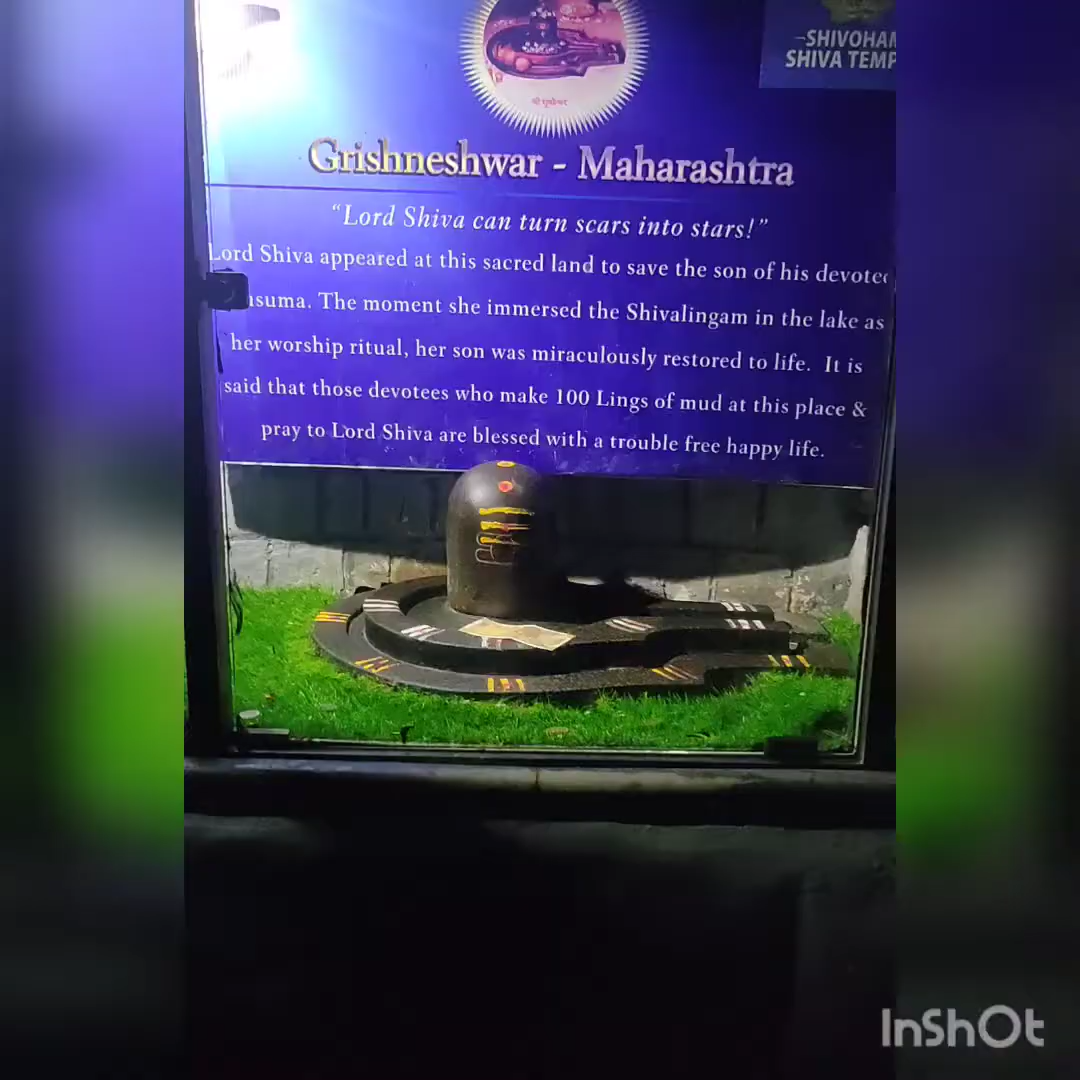 –SHIVOHAM
SHIVA TEMP
श्री घृष्णेश्वर
Grishneshwar - Maharashtra
“Lord Shiva can turn scars into stars!”
Lord Shiva appeared at this sacred land to save the son of his devotee
suma. The moment she immersed the Shivalingam in the lake as
her worship ritual, her son was miraculously restored to life. It is
said that those devotees who make 100 Lings of mud at this place &
pray to Lord Shiva are blessed with a trouble free happy life.
InShOt